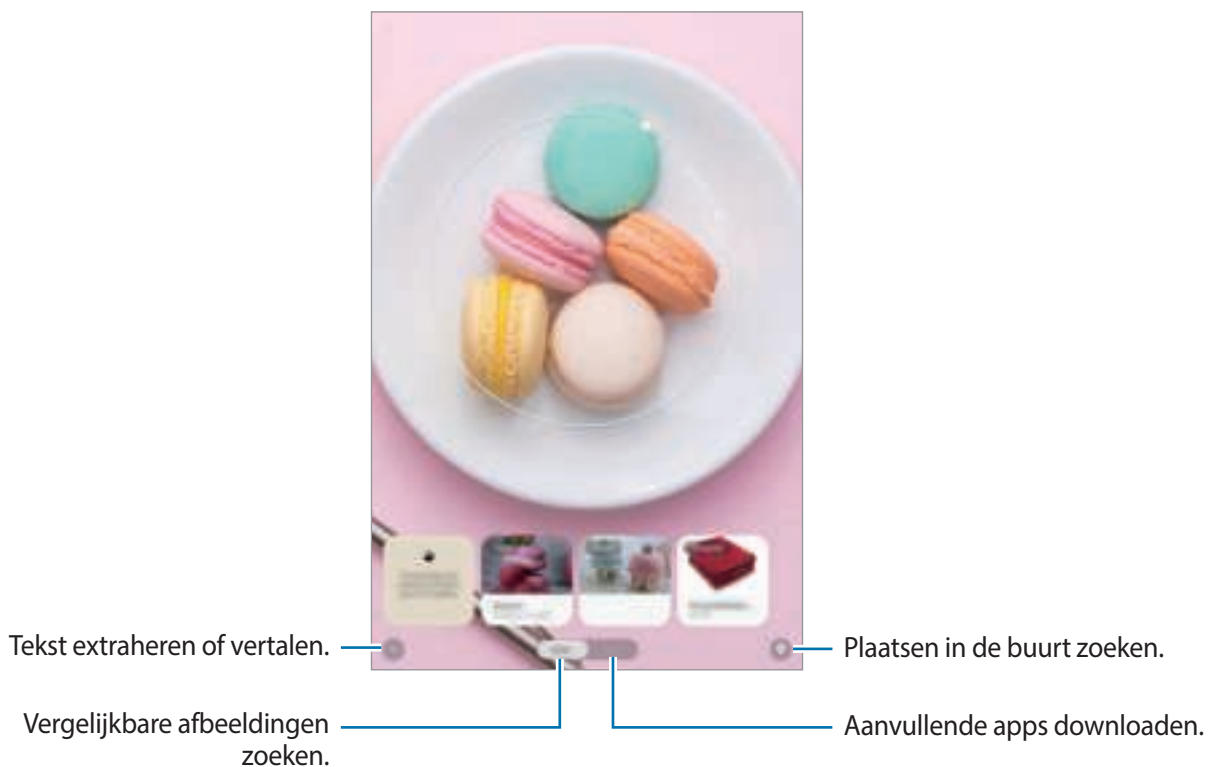 Tekst extraheren of vertalen.
Plaatsen in de buurt zoeken.
Vergelijkbare afbeeldingen
zoeken.
Aanvullende apps downloaden.